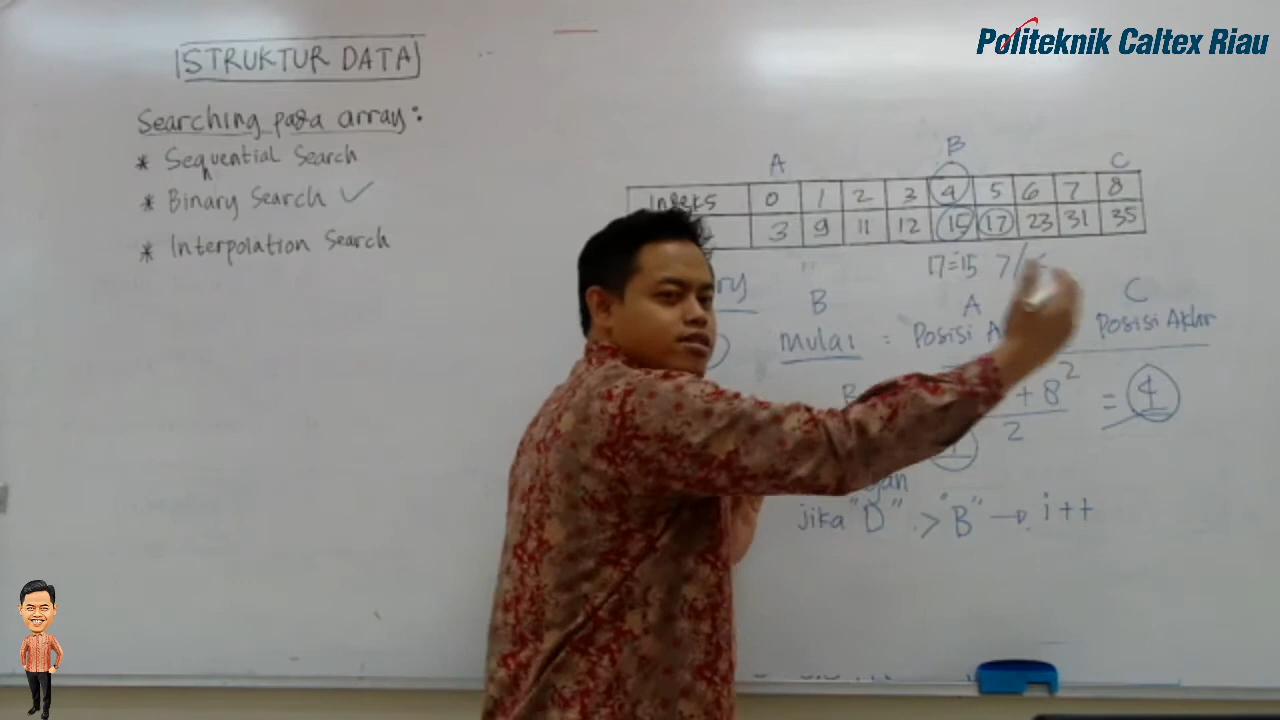 Politeknik Caltex Riau
STRUKTUR DATA
Searching pada array:
* Sequential Search
* Binary Search ✓
* Interpolation Search
A B C
Indeks 0 1 2 3 4 5 6 7 8
3 9 11 12 15 17 23 31 35
17=15
B A C
Mulai : Posisi A Posisi Akhir
+ 8
2
= 4
jika "D" > "B" → i++